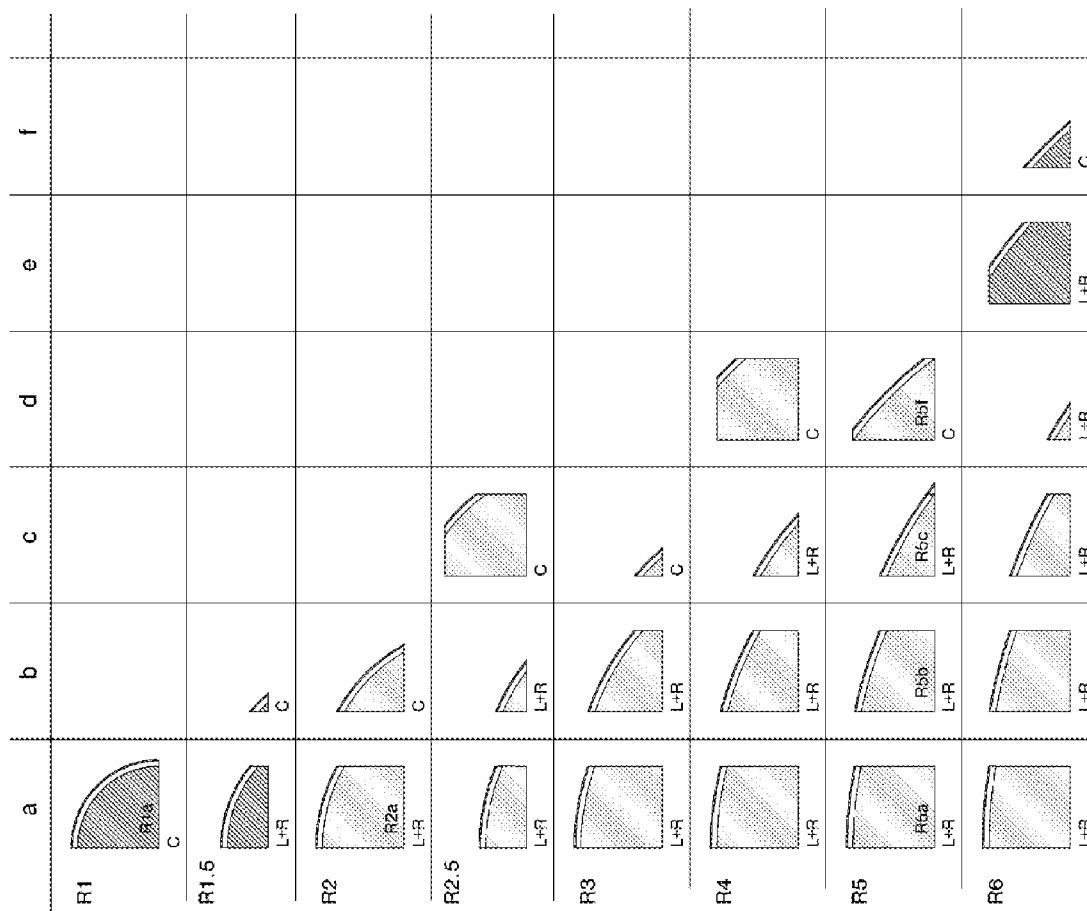 a b c d e f
R1
R1a
C
R1.5
L+R C
R2
R2a
L+R C
R2.5
L+R L+R C
R3
L+R L+R C
R4
L+R L+R L+R C
R5
R5a R5b R5c R5f
L+R L+R L+R C
R6
L+R L+R L+R L+R L+R C